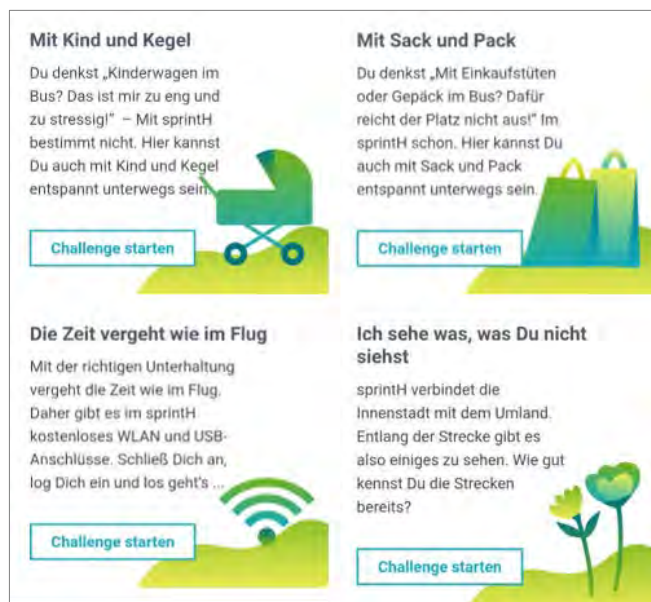 Mit Kind und Kegel
Du denkst „Kinderwagen im
Bus? Das ist mir zu eng und
zu stressig!“ – Mit sprintH
bestimmt nicht. Hier kannst
Du auch mit Kind und Kegel
entspannt unterwegs sein.
Challenge starten
Mit Sack und Pack
Du denkst „Mit Einkaufstüten
oder Gepäck im Bus? Dafür
reicht der Platz nicht aus!“ Im
sprintH schon. Hier kannst Du
auch mit Sack und Pack
entspannt unterwegs sein.
Challenge starten
Die Zeit vergeht wie im Flug
Mit der richtigen Unterhaltung
vergeht die Zeit wie im Flug.
Daher gibt es im sprintH
kostenloses WLAN und USB-
Anschlüsse. Schließ Dich an,
log Dich ein und los geht's ...
Challenge starten
Ich sehe was, was Du nicht
siehst
sprintH verbindet die
Innenstadt mit dem Umland.
Entlang der Strecke gibt es
also einiges zu sehen. Wie gut
kennst Du die Strecken
bereits?
Challenge starten